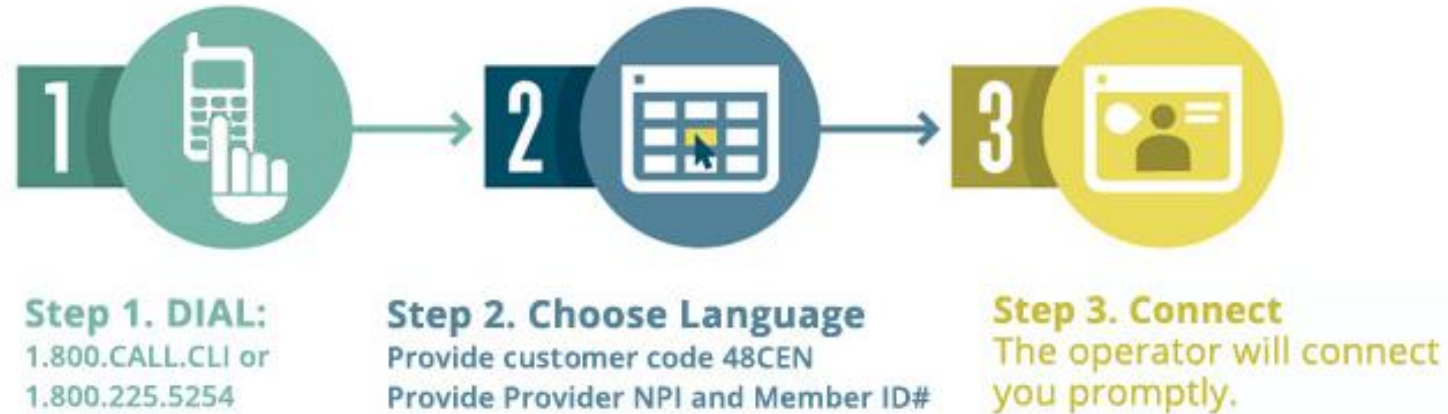 1
2
3
Step 1. DIAL:
1.800.CALL.CLI or
1.800.225.5254
Step 2. Choose Language
Provide customer code 48CEN
Provide Provider NPI and Member ID#
Step 3. Connect
The operator will connect
you promptly.